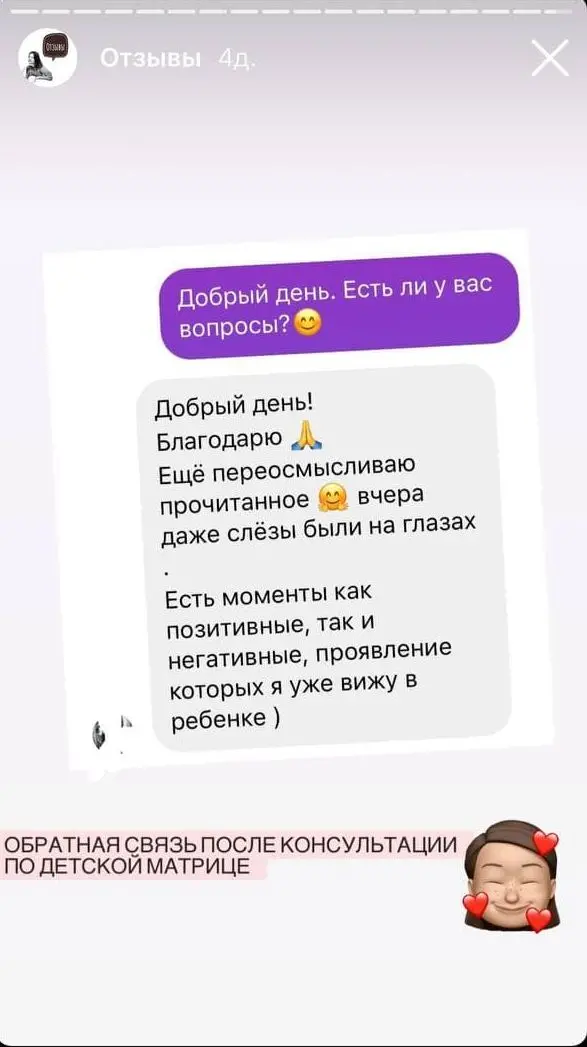 Отзывы
Отзывы 4д.
Добрый день. Есть ли у вас
вопросы?😊
Добрый день!
Благодарю 🙏
Ещё переосмысливаю
прочитанное 🤗 вчера
даже слёзы были на глазах
.
Есть моменты как
позитивные, так и
негативные, проявление
которых я уже вижу в
ребенке )
ОБРАТНАЯ СВЯЗЬ ПОСЛЕ КОНСУЛЬТАЦИИ
ПО ДЕТСКОЙ МАТРИЦЕ